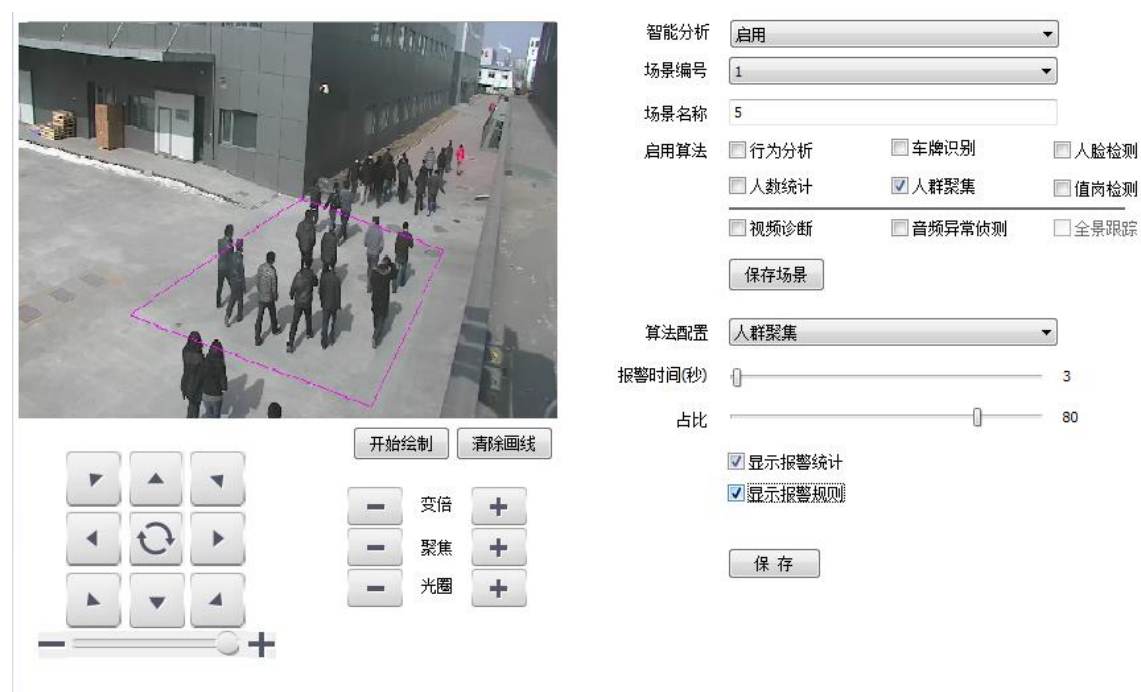 智能分析 启用
场景编号 1
场景名称 5
启用算法 行为分析 车牌识别 人脸检测
人数统计 人群聚集 值岗检测
视频诊断 音频异常侦测 全景跟踪
保存场景
算法配置 人群聚集
报警时间(秒) 3
占比 80
显示报警统计
显示报警规则
保 存
开始绘制 清除画线
变倍
聚焦
光圈